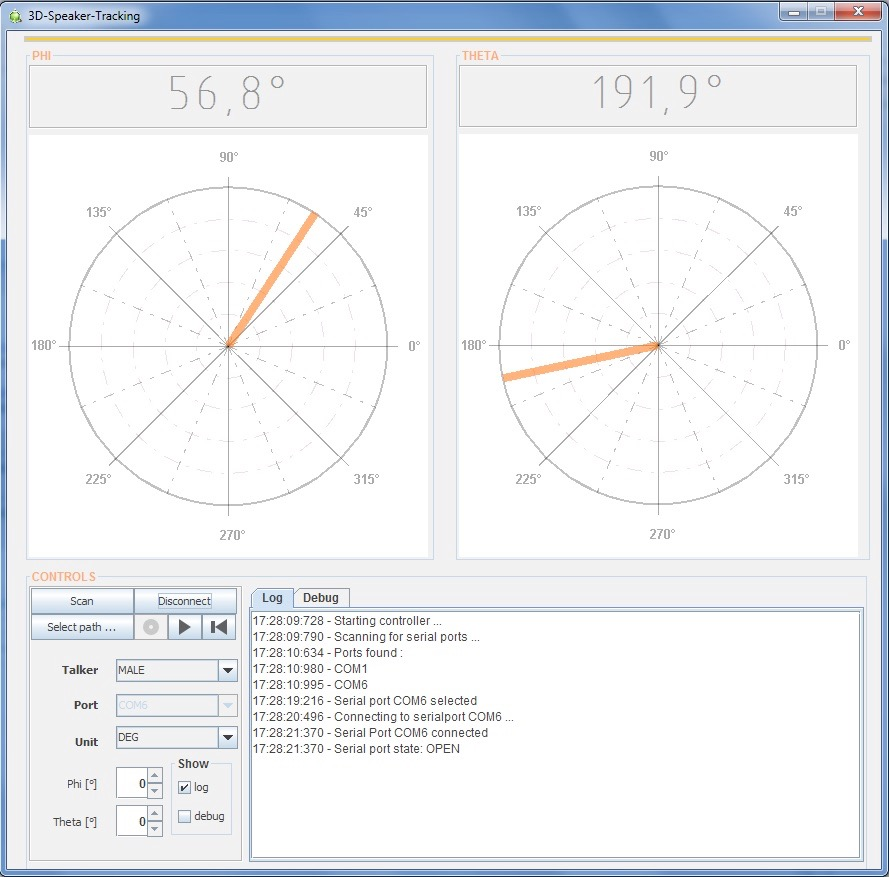 3D-Speaker-Tracking
PHI
56,8°
90°
135°
45°
180°
0°
225°
315°
270°
THETA
191,9°
90°
135°
45°
180°
0°
225°
315°
270°
CONTROLS
Scan
Disconnect
Select path ...
Talker
MALE
Port
COM6
Unit
DEG
Phi [°]
0
Theta [°]
0
Show
log
debug
Log
Debug
17:28:09:728 - Starting controller ...
17:28:09:790 - Scanning for serial ports ...
17:28:10:634 - Ports found :
17:28:10:980 - COM1
17:28:10:995 - COM6
17:28:19:216 - Serial port COM6 selected
17:28:20:496 - Connecting to serialport COM6 ...
17:28:21:370 - Serial Port COM6 connected
17:28:21:370 - Serial port state: OPEN